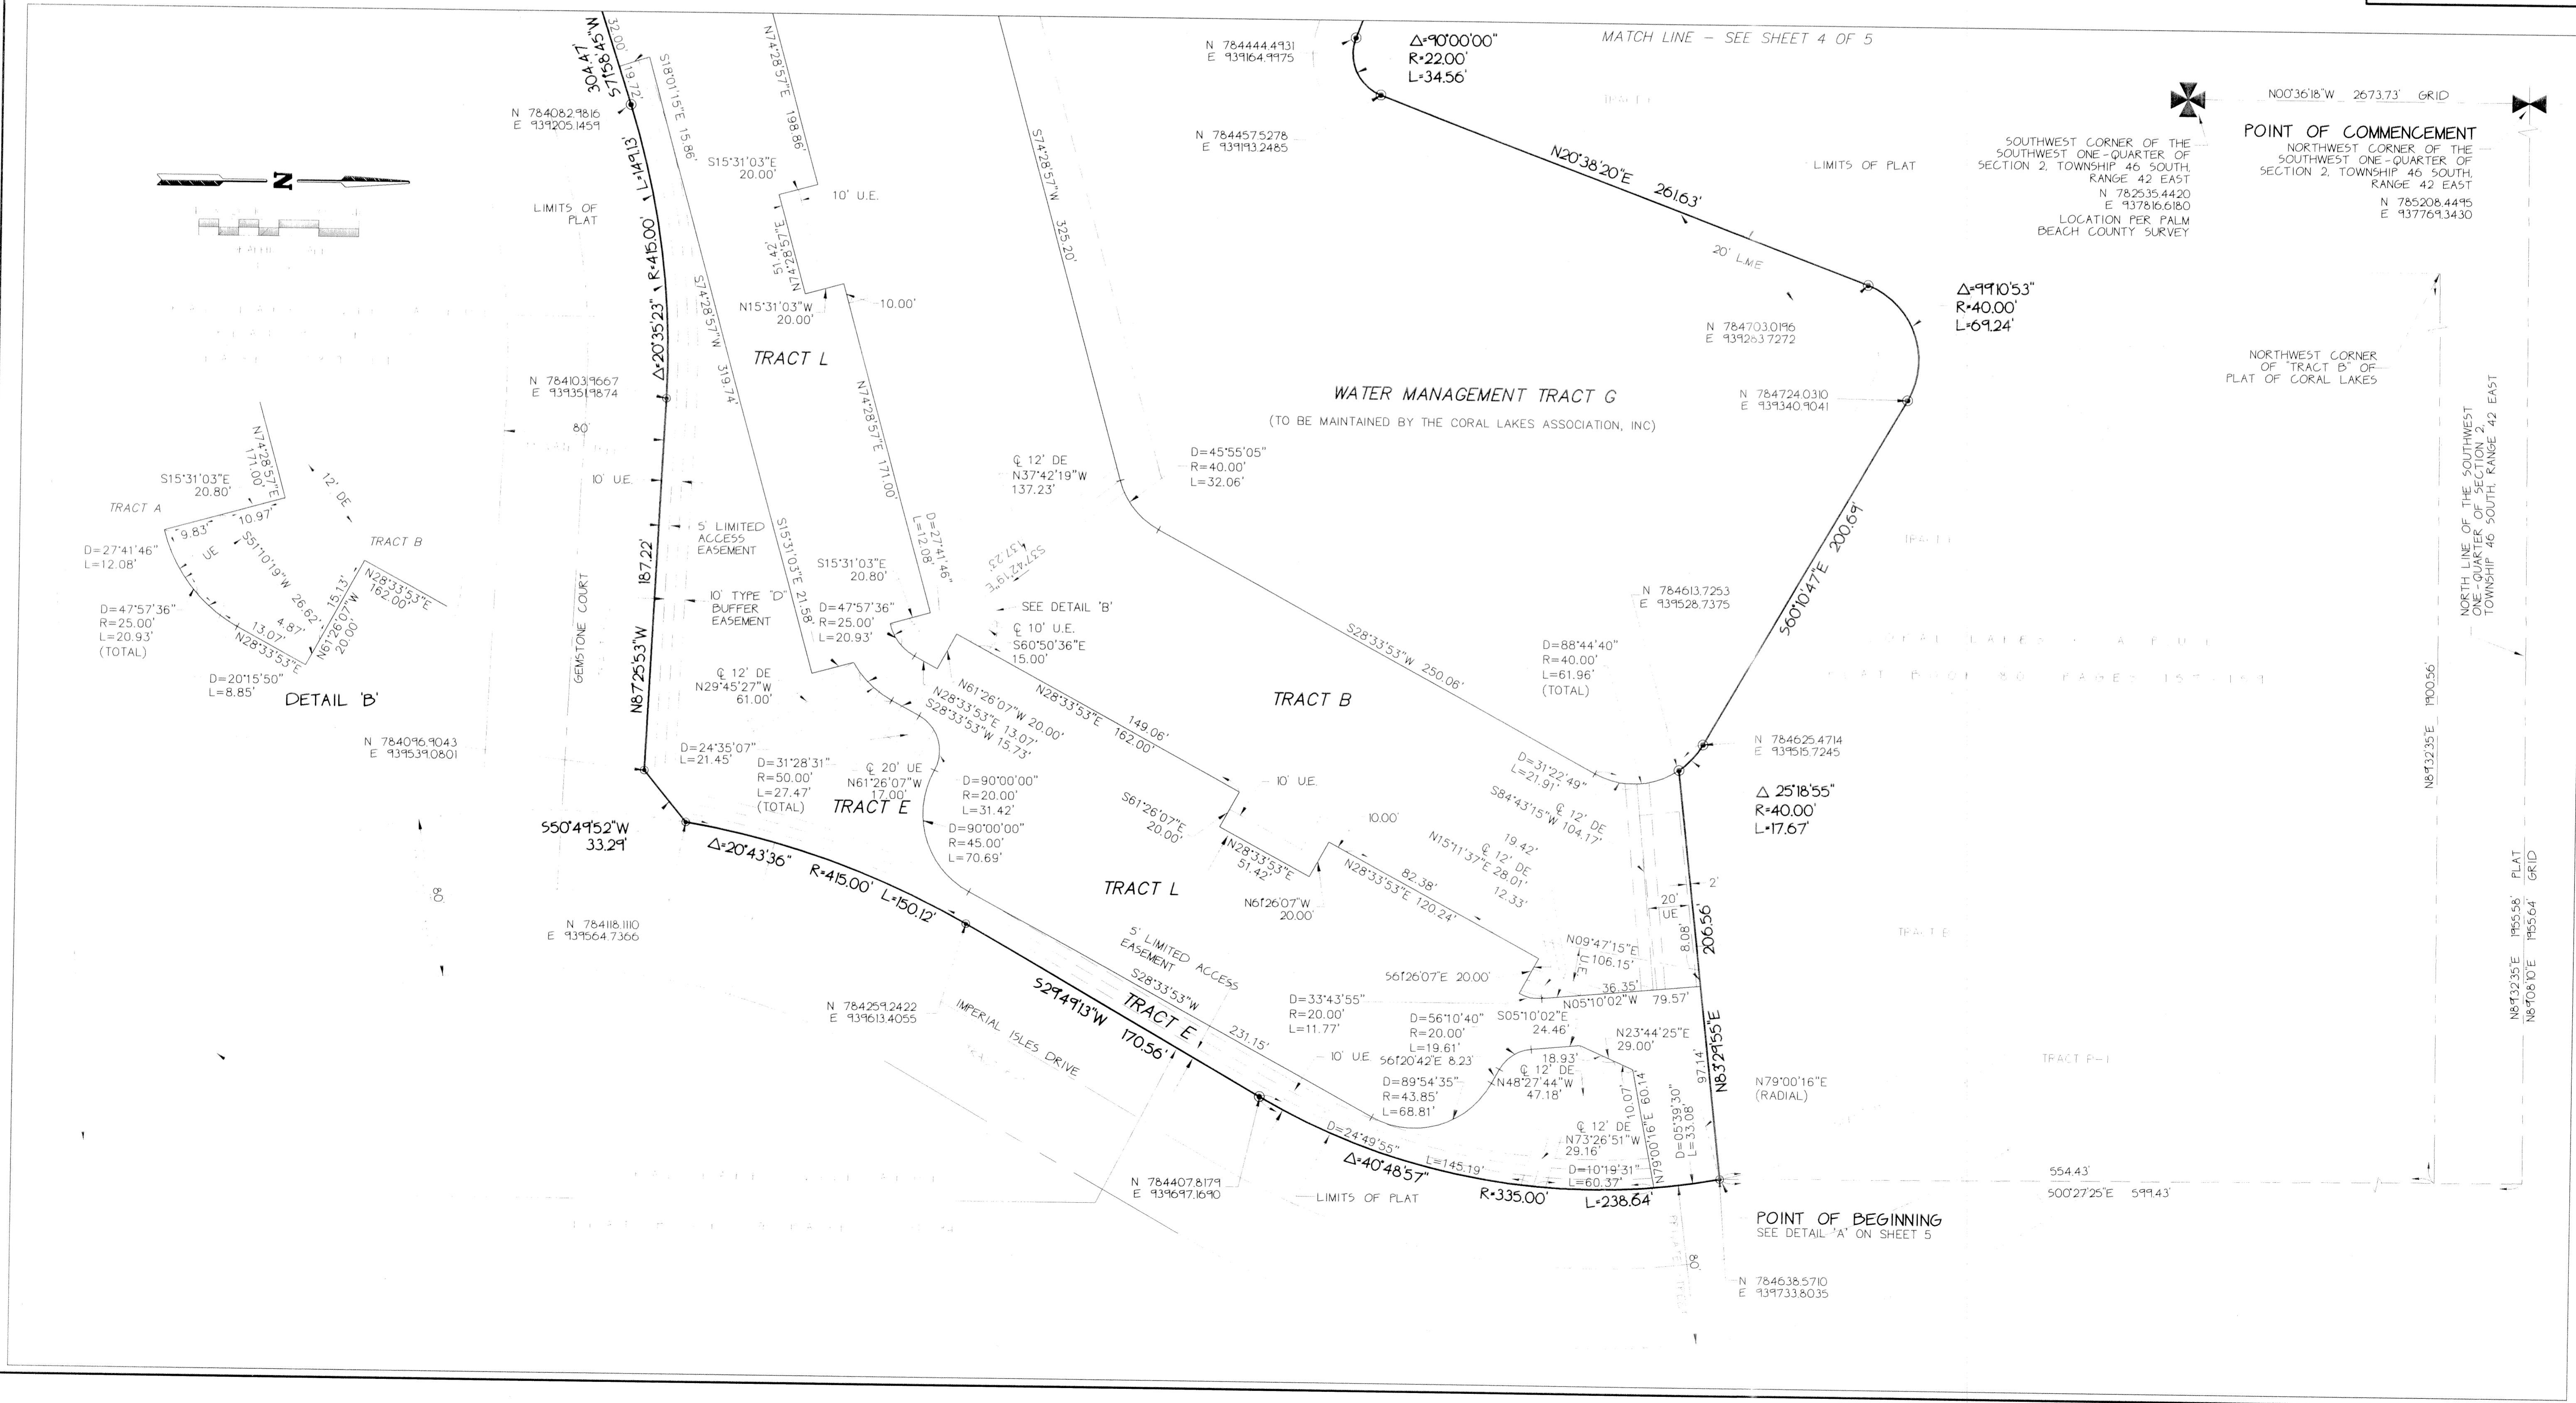 MATCH LINE - SEE SHEET 4 OF 5
304.47'
S71°58'45"W
32.00'
19.72'
S18°01'15"E 15.86'
N74°28'57"E 198.86'
N 784444.4931
E 939164.9975
Δ=90°00'00"
R=22.00'
L=34.56'
N 784082.9816
E 939205.1459
N 784457.5278
E 939193.2485
N00°36'18"W 2673.73' GRID
POINT OF COMMENCEMENT
NORTHWEST CORNER OF THE
SOUTHWEST ONE-QUARTER OF
SECTION 2, TOWNSHIP 46 SOUTH,
RANGE 42 EAST
N 785208.4495
E 937769.3430
SOUTHWEST CORNER OF THE
SOUTHWEST ONE-QUARTER OF
SECTION 2, TOWNSHIP 46 SOUTH,
RANGE 42 EAST
N 782535.4420
E 937816.6180
LOCATION PER PALM
BEACH COUNTY SURVEY
N
LIMITS OF
PLAT
Δ=20°35'23" R=415.00' L=149.13'
S15°31'03"E
20.00'
10' U.E.
N74°28'57"E
51.42'
N15°31'03"W
20.00'
10.00'
S74°28'57"W 325.20'
N20°38'20"E 261.63'
LIMITS OF PLAT
20' L.M.E
Δ=99°10'53"
R=40.00'
L=69.24'
N 784703.0196
E 939283.7272
N 784724.0310
E 939340.9041
NORTHWEST CORNER
OF "TRACT B" OF
PLAT OF CORAL LAKES
NORTH LINE OF THE SOUTHWEST
ONE-QUARTER OF SECTION 2,
TOWNSHIP 46 SOUTH, RANGE 42 EAST
N89°32'35"E 1900.56'
N89°32'35"E 1955.58' PLAT
N89°08'10"E 1955.64' GRID
N 784103.9667
E 939351.9874
S74°28'57"W 319.74'
TRACT L
N74°28'57"E 171.00'
WATER MANAGEMENT TRACT G
(TO BE MAINTAINED BY THE CORAL LAKES ASSOCIATION, INC)
80'
10' U.E.
N74°28'57"E
171.00'
12' DE
S15°31'03"E
20.80'
TRACT A
9.83'
10.97'
UE
S51°10'19"W 26.62'
TRACT B
D=27°41'46"
L=12.08'
N28°33'53"E
162.00'
15.13'
N61°26'07"W
20.00'
4.87'
13.07'
N28°33'53"E
D=47°57'36"
R=25.00'
L=20.93'
(TOTAL)
D=20°15'50"
L=8.85'
DETAIL 'B'
GEMSTONE COURT
N87°25'53"W 187.22'
5' LIMITED
ACCESS
EASEMENT
10' TYPE "D"
BUFFER
EASEMENT
S15°31'03"E 21.58'
S15°31'03"E
20.80'
D=47°57'36"
R=25.00'
L=20.93'
D=27°41'46"
L=12.08'
℄ 12' DE
N37°42'19"W
137.23'
S37°42'19"E
137.23'
D=45°55'05"
R=40.00'
L=32.06'
SEE DETAIL 'B'
℄ 10' U.E.
S60°50'36"E
15.00'
℄ 12' DE
N29°45'27"W
61.00'
N61°26'07"W 20.00'
N28°33'53"E 13.07'
S28°33'53"W 15.73'
N28°33'53"E 149.06'
162.00'
TRACT B
S28°33'53"W 250.06'
D=88°44'40"
R=40.00'
L=61.96'
(TOTAL)
N 784613.7253
E 939528.7375
S60°10'47"E 200.69'
N 784625.4714
E 939515.7245
Δ 25°18'55"
R=40.00'
L=17.67'
N 784096.9043
E 939539.0801
D=24°35'07"
L=21.45'
D=31°28'31"
R=50.00'
L=27.47'
(TOTAL)
℄ 20' UE
N61°26'07"W
17.00'
TRACT E
D=90°00'00"
R=20.00'
L=31.42'
D=90°00'00"
R=45.00'
L=70.69'
10' U.E.
S61°26'07"E
20.00'
10.00'
D=31°22'49"
L=21.91'
℄ 12' DE
S84°43'15"W 104.17'
19.42'
℄ 12' DE
N15°11'37"E 28.01'
12.33'
S50°49'52"W
33.29'
Δ=20°43'36" R=415.00' L=150.12'
TRACT L
N28°33'53"E
51.42'
N61°26'07"W
20.00'
82.38'
N28°33'53"E 120.24'
20'
UE
2'
8.08'
206.56'
80'
N 784118.1110
E 939564.7366
5' LIMITED ACCESS
EASEMENT
S28°33'53"W 231.15'
S61°26'07"E 20.00'
N09°47'15"E
106.15'
U.E.
36.35'
N05°10'02"W 79.57'
N 784259.2422
E 939613.4055
IMPERIAL ISLES DRIVE
S29°49'13"W 170.56'
TRACT E
10' U.E.
D=33°43'55"
R=20.00'
L=11.77'
D=56°10'40"
R=20.00'
L=19.61'
S05°10'02"E
24.46'
N23°44'25"E
29.00'
S61°20'42"E 8.23'
18.93'
℄ 12' DE
N48°27'44"W
47.18'
D=89°54'35"
R=43.85'
L=68.81'
N83°29'55"E
97.14'
N79°00'16"E
(RADIAL)
10.07'
N79°00'16"E 60.14'
D=05°39'30"
L=33.08'
℄ 12' DE
N73°26'51"W
29.16'
D=24°49'55" L=145.19'
D=10°19'31"
L=60.37'
Δ=40°48'57" R=335.00' L=238.64'
N 784407.8179
E 939697.1690
LIMITS OF PLAT
554.43'
S00°27'25"E 599.43'
POINT OF BEGINNING
SEE DETAIL 'A' ON SHEET 5
80'
N 784638.5710
E 939733.8035